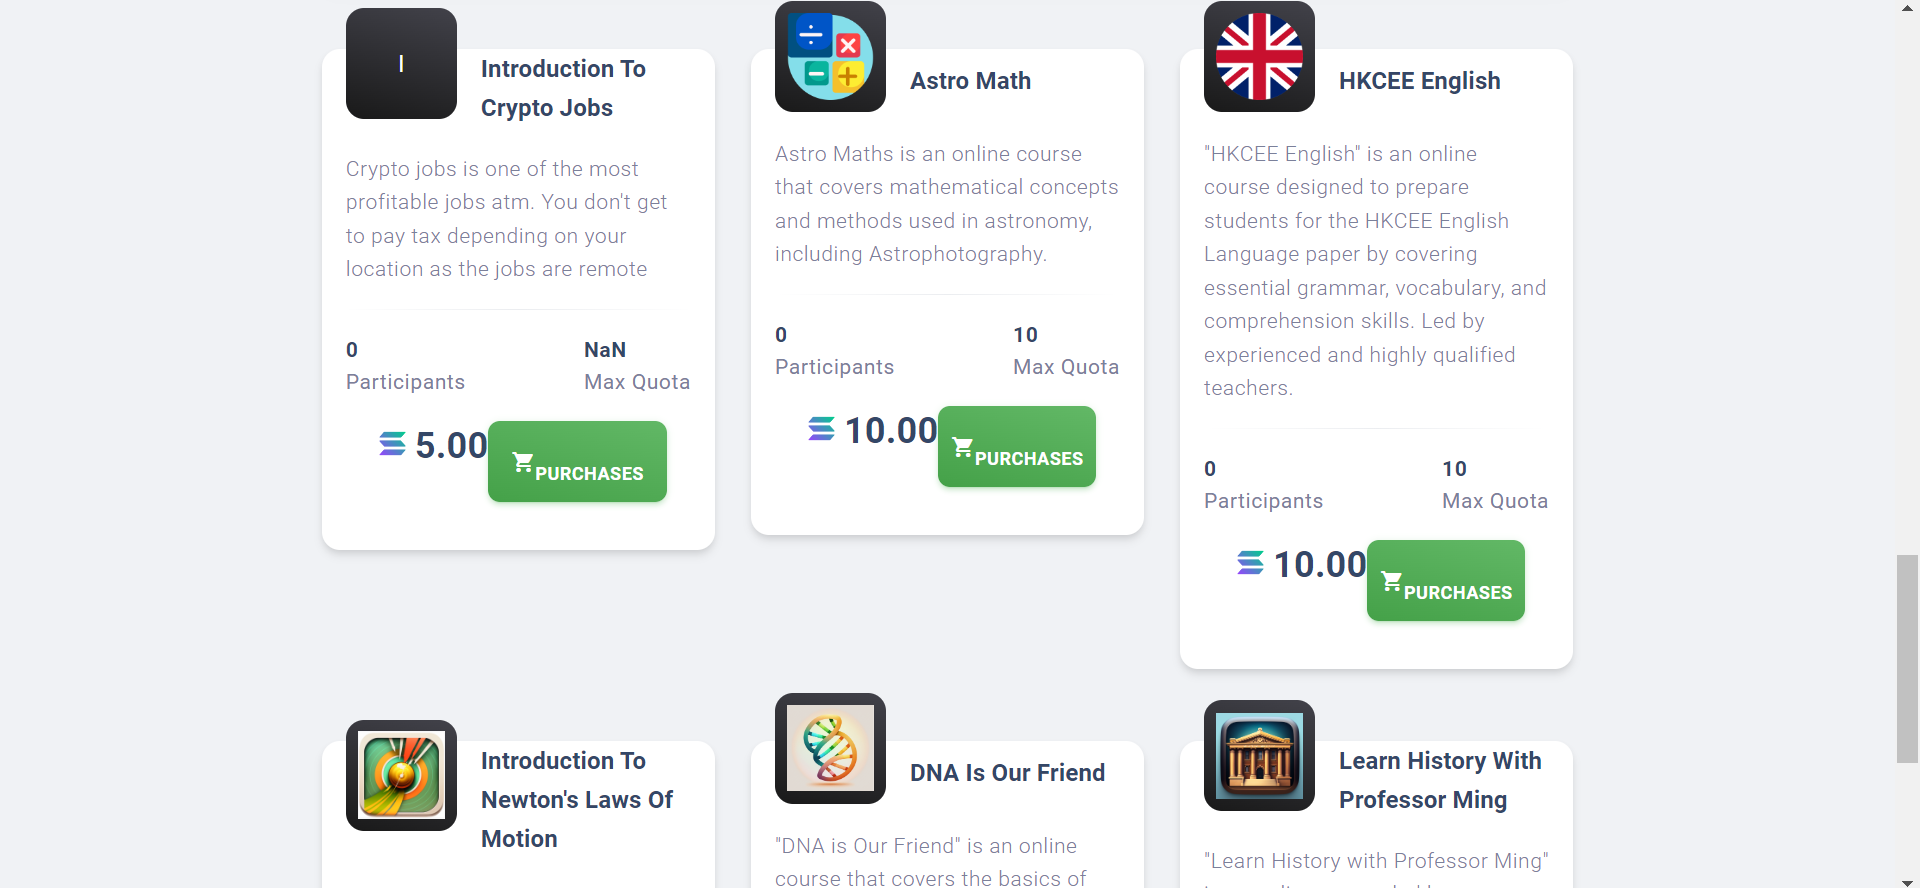 I
Introduction To
Crypto Jobs
Crypto jobs is one of the most
profitable jobs atm. You don't get
to pay tax depending on your
location as the jobs are remote
0
Participants
NaN
Max Quota
5.00
PURCHASES
Astro Math
Astro Maths is an online course
that covers mathematical concepts
and methods used in astronomy,
including Astrophotography.
0
Participants
10
Max Quota
10.00
PURCHASES
HKCEE English
"HKCEE English" is an online
course designed to prepare
students for the HKCEE English
Language paper by covering
essential grammar, vocabulary, and
comprehension skills. Led by
experienced and highly qualified
teachers.
0
Participants
10
Max Quota
10.00
PURCHASES
Introduction To
Newton's Laws Of
Motion
DNA Is Our Friend
"DNA is Our Friend" is an online
course that covers the basics of
Learn History With
Professor Ming
"Learn History with Professor Ming"